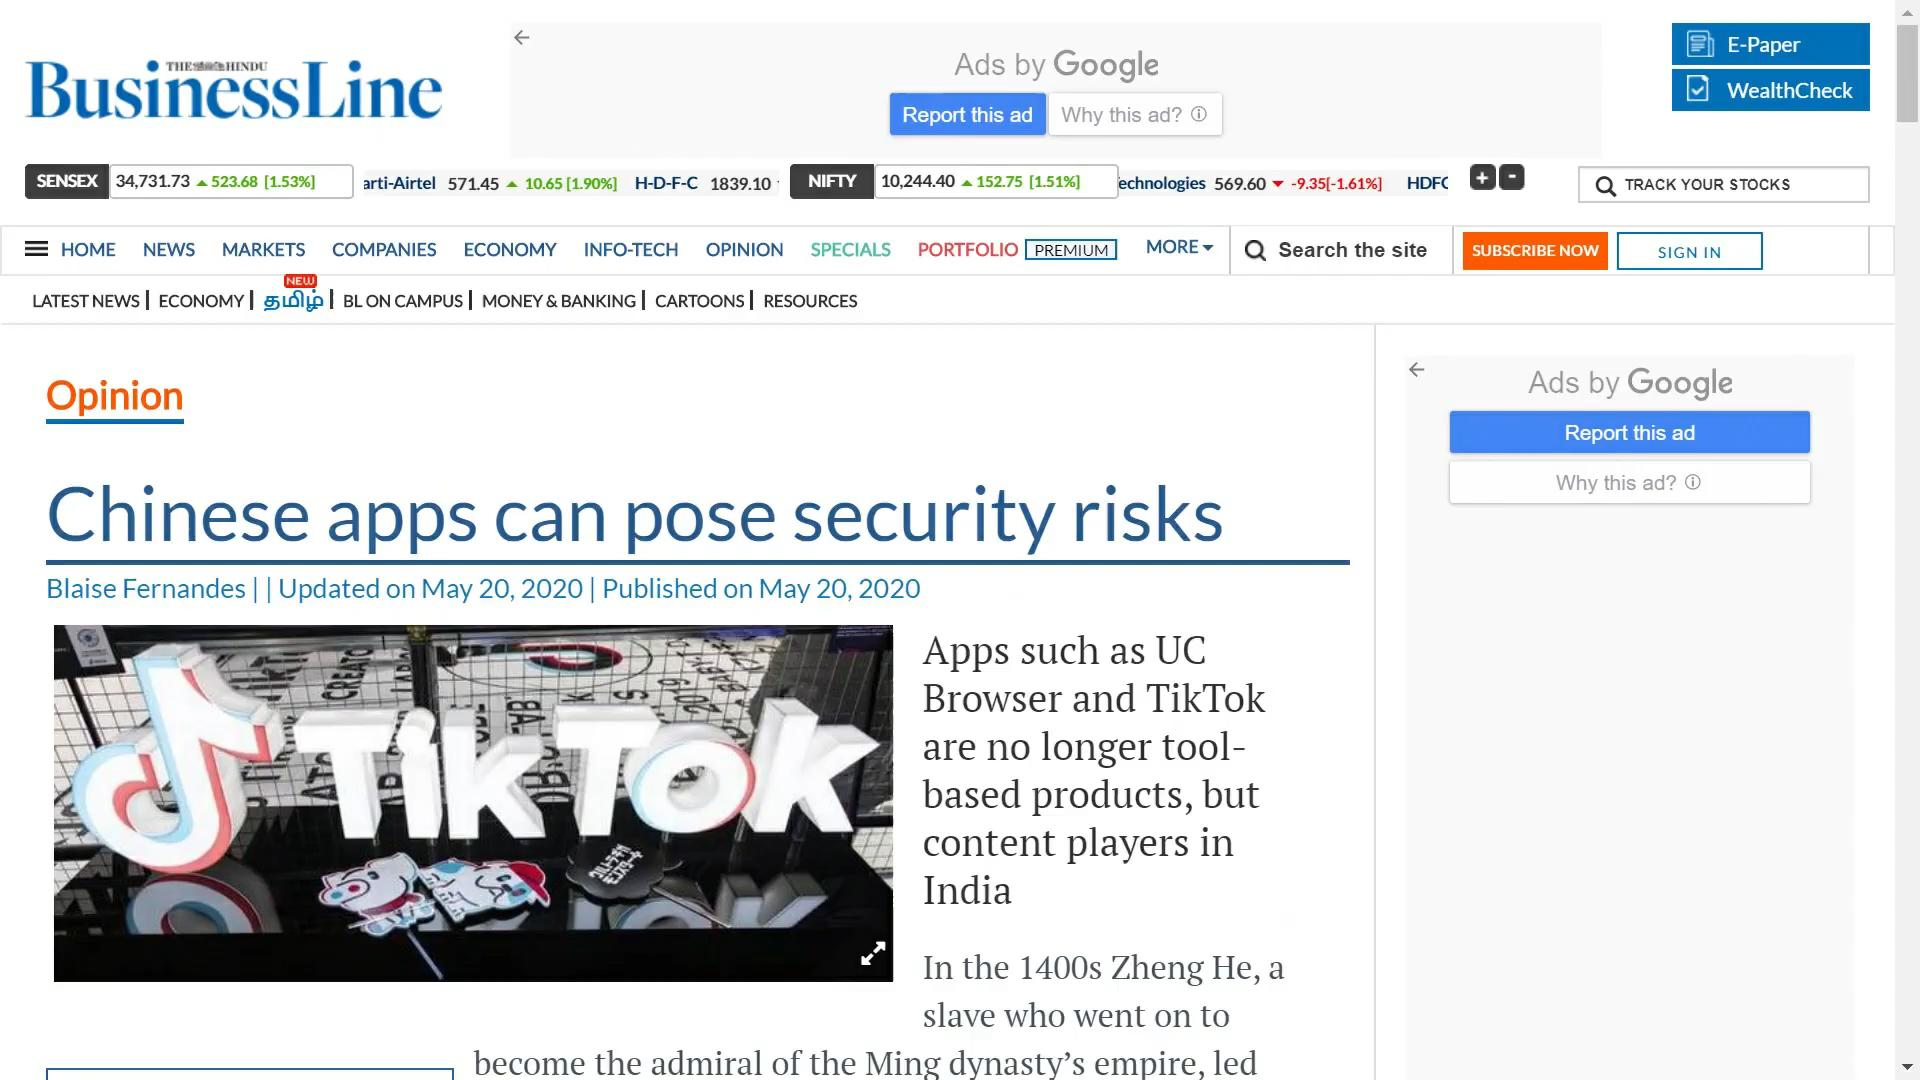 THE HINDU
BusinessLine
Ads by Google
Report this ad
Why this ad?
E-Paper
WealthCheck
SENSEX 34,731.73 523.68 [1.53%] arti-Airtel 571.45 10.65 [1.90%] H-D-F-C 1839.10 NIFTY 10,244.40 152.75 [1.51%] echnologies 569.60 -9.35[-1.61%] HDFC + - TRACK YOUR STOCKS
HOME NEWS MARKETS COMPANIES ECONOMY INFO-TECH OPINION SPECIALS PORTFOLIO PREMIUM MORE Search the site SUBSCRIBE NOW SIGN IN
NEW
LATEST NEWS | ECONOMY | தமிழ் | BL ON CAMPUS | MONEY & BANKING | CARTOONS | RESOURCES
Opinion
Chinese apps can pose security risks
Blaise Fernandes | | Updated on May 20, 2020 | Published on May 20, 2020
TikTok
Apps such as UC
Browser and TikTok
are no longer tool-
based products, but
content players in
India
In the 1400s Zheng He, a
slave who went on to
become the admiral of the Ming dynasty's empire, led
Ads by Google
Report this ad
Why this ad?